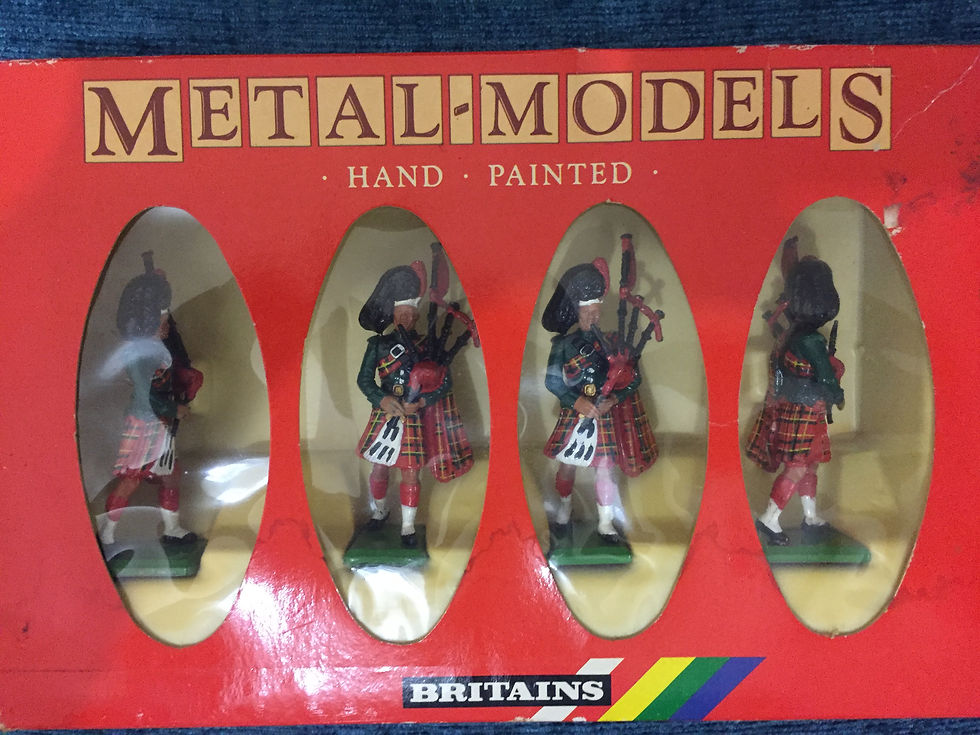 METAL-MODELS
· HAND · PAINTED ·
BRITAINS